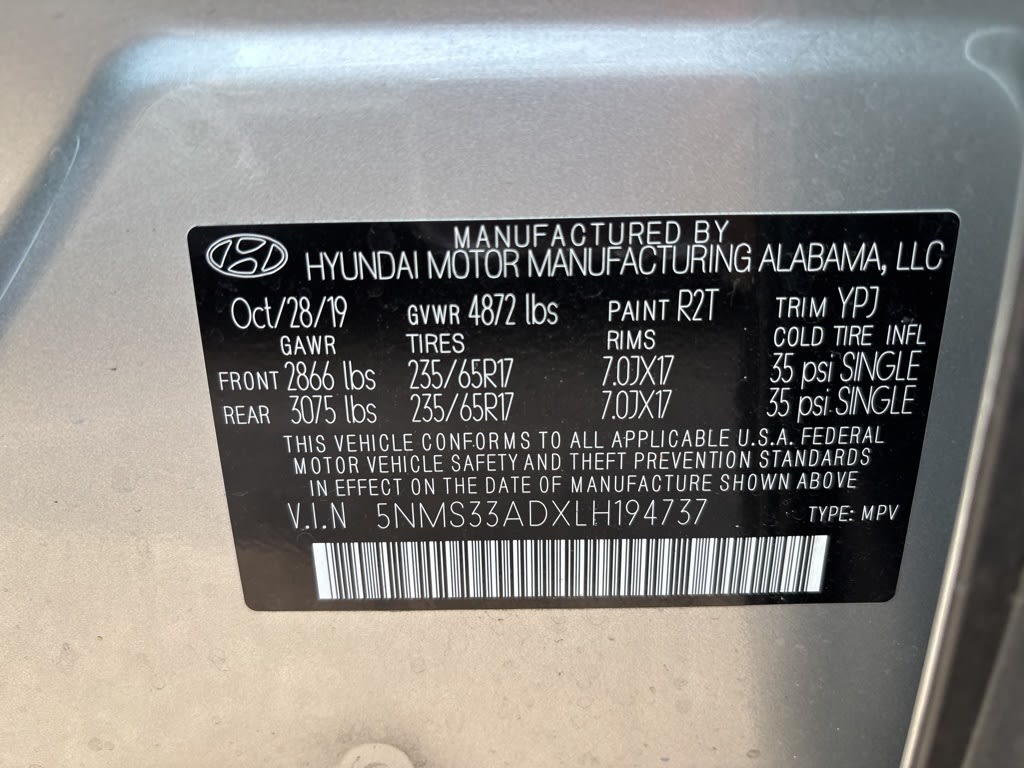 MANUFACTURED BY
HYUNDAI MOTOR MANUFACTURING ALABAMA, LLC
Oct/28/19 GVWR 4872 lbs PAINT R2T TRIM YPJ
GAWR TIRES RIMS COLD TIRE INFL
FRONT 2866 lbs 235/65R17 7.0JX17 35 psi SINGLE
REAR 3075 lbs 235/65R17 7.0JX17 35 psi SINGLE
THIS VEHICLE CONFORMS TO ALL APPLICABLE U.S.A. FEDERAL
MOTOR VEHICLE SAFETY AND THEFT PREVENTION STANDARDS
IN EFFECT ON THE DATE OF MANUFACTURE SHOWN ABOVE
V.I.N 5NMS33ADXLH194737 TYPE: MPV